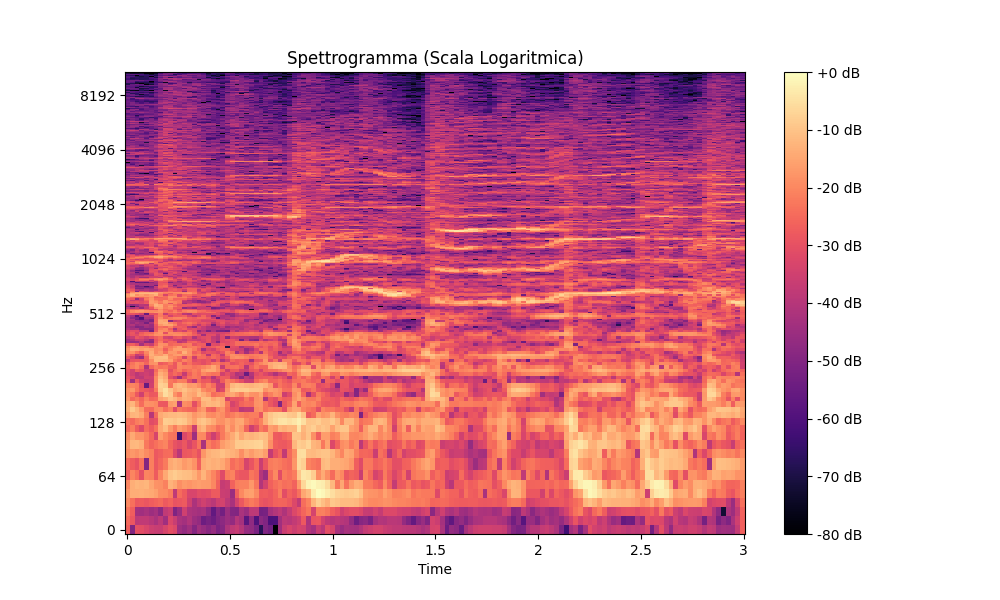 Spettrogramma (Scala Logaritmica)
8192
4096
2048
1024
512
256
128
64
0
Hz
0
0.5
1
1.5
2
2.5
3
Time
+0 dB
-10 dB
-20 dB
-30 dB
-40 dB
-50 dB
-60 dB
-70 dB
-80 dB